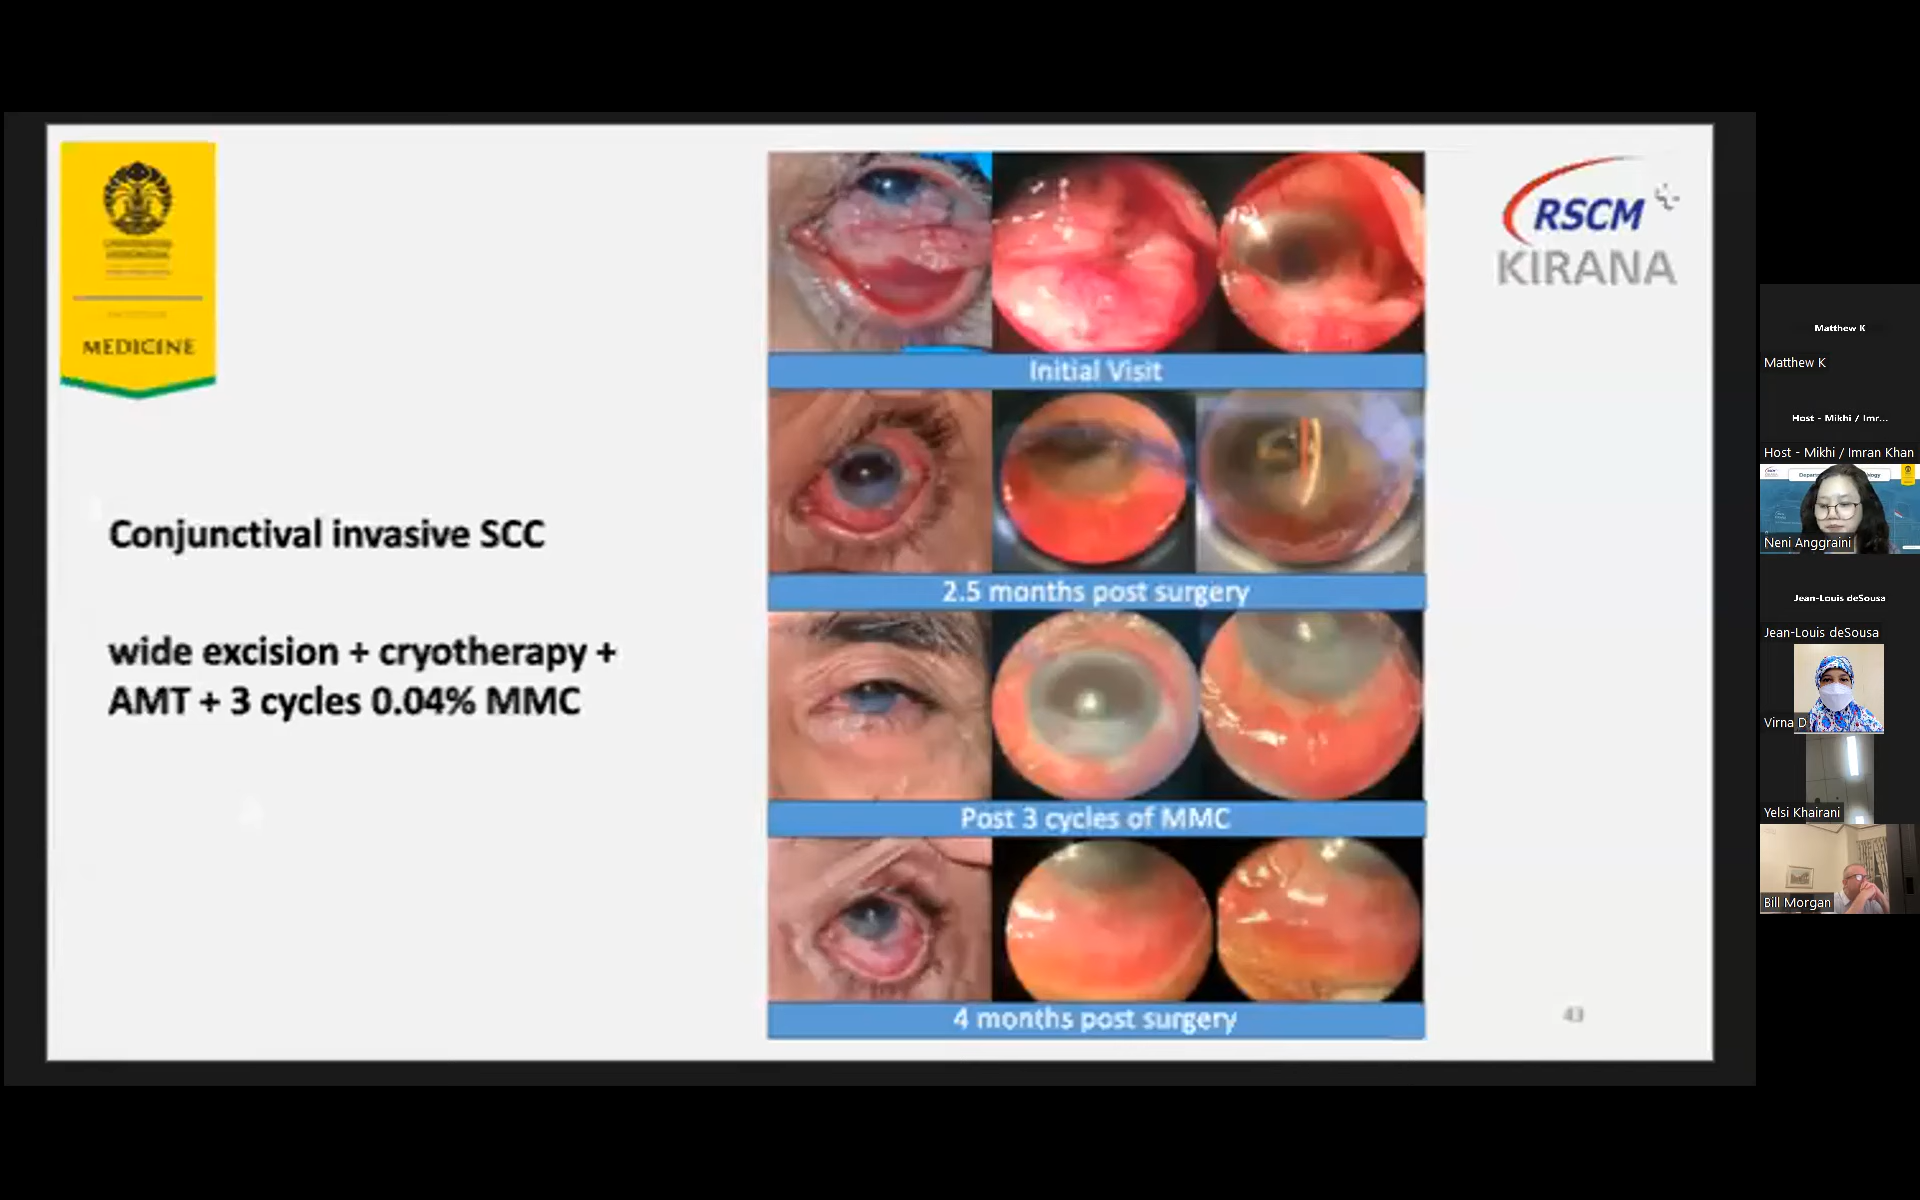 MEDICINE
RSCM
KIRANA
Conjunctival invasive SCC
wide excision + cryotherapy +
AMT + 3 cycles 0.04% MMC
Initial Visit
2.5 months post surgery
Post 3 cycles of MMC
4 months post surgery
43
Matthew K
Matthew K
Host - Mikhi / Imr...
Host - Mikhi / Imran Khan
Neni Anggraini
Jean-Louis deSousa
Jean-Louis deSousa
Virna D
Yelsi Khairani
Bill Morgan